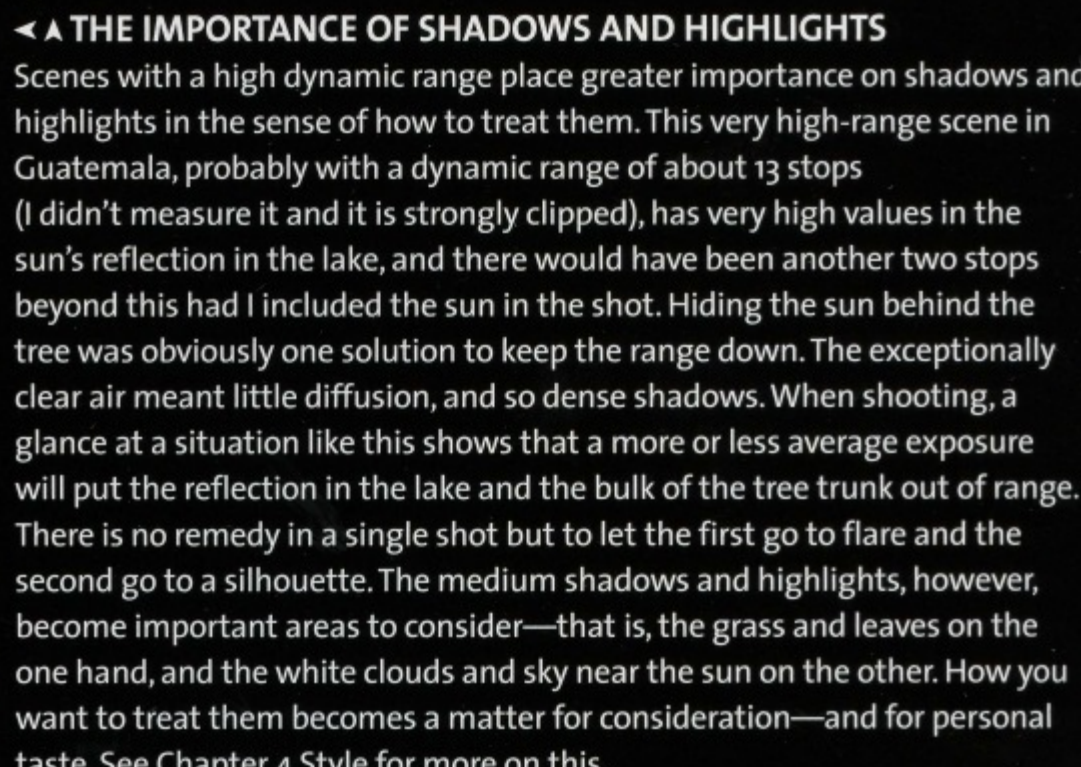 ◄ ▲ THE IMPORTANCE OF SHADOWS AND HIGHLIGHTS
Scenes with a high dynamic range place greater importance on shadows and
highlights in the sense of how to treat them. This very high-range scene in
Guatemala, probably with a dynamic range of about 13 stops
(I didn't measure it and it is strongly clipped), has very high values in the
sun's reflection in the lake, and there would have been another two stops
beyond this had I included the sun in the shot. Hiding the sun behind the
tree was obviously one solution to keep the range down. The exceptionally
clear air meant little diffusion, and so dense shadows. When shooting, a
glance at a situation like this shows that a more or less average exposure
will put the reflection in the lake and the bulk of the tree trunk out of range.
There is no remedy in a single shot but to let the first go to flare and the
second go to a silhouette. The medium shadows and highlights, however,
become important areas to consider—that is, the grass and leaves on the
one hand, and the white clouds and sky near the sun on the other. How you
want to treat them becomes a matter for consideration—and for personal
taste. See Chapter 4 Style for more on this